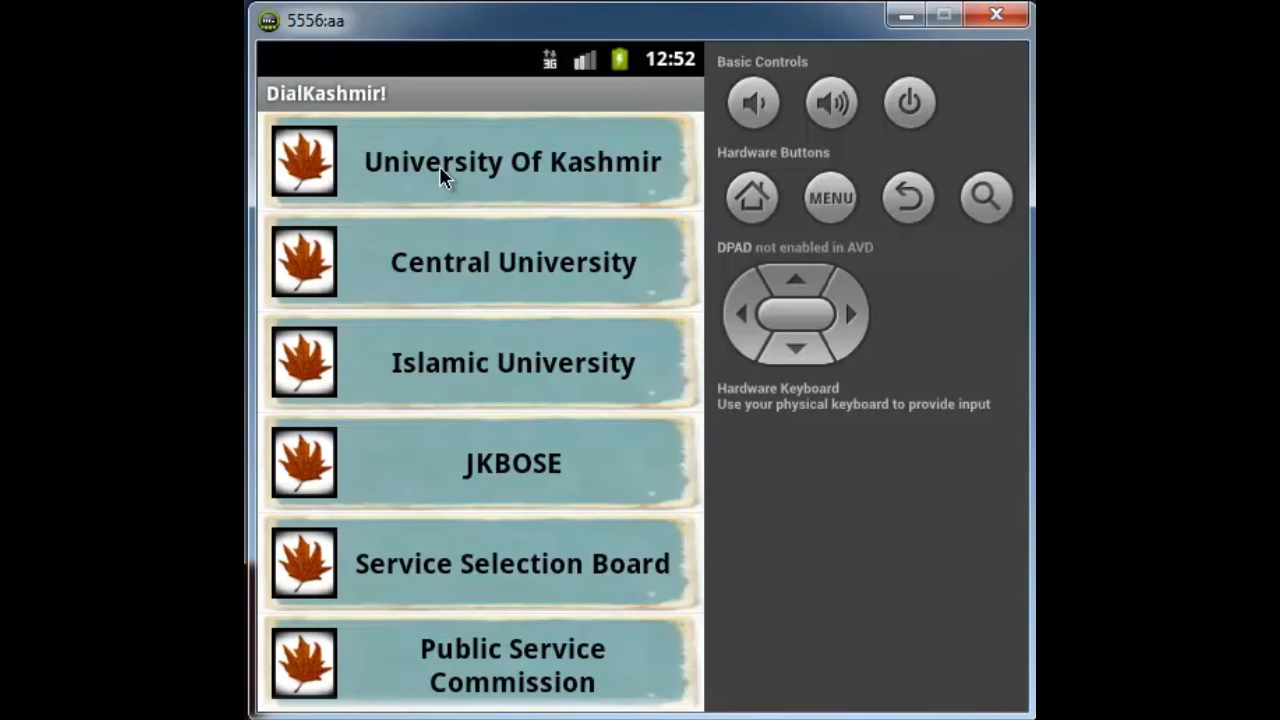 5556:aa
3G
12:52
DialKashmir!
University Of Kashmir
Central University
Islamic University
JKBOSE
Service Selection Board
Public Service
Commission
Basic Controls
Hardware Buttons
MENU
DPAD not enabled in AVD
Hardware Keyboard
Use your physical keyboard to provide input